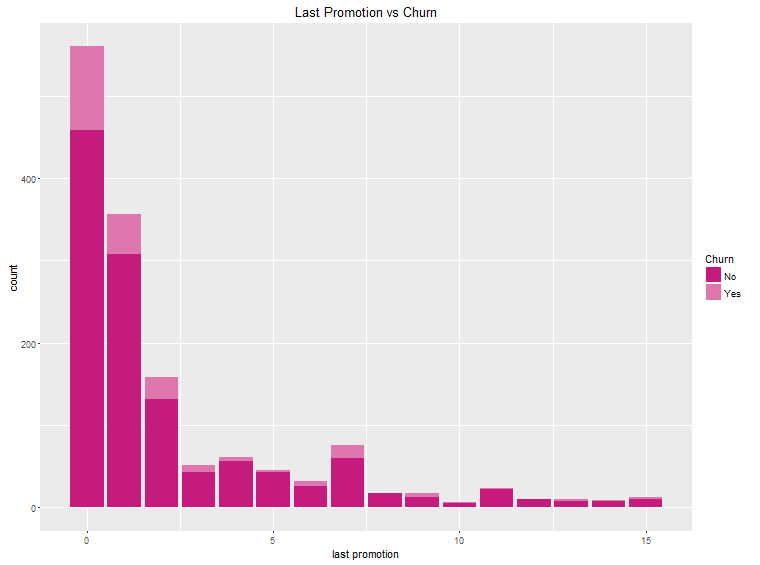 Last Promotion vs Churn
count
400
200
0
0
5
10
15
last promotion
Churn
No
Yes